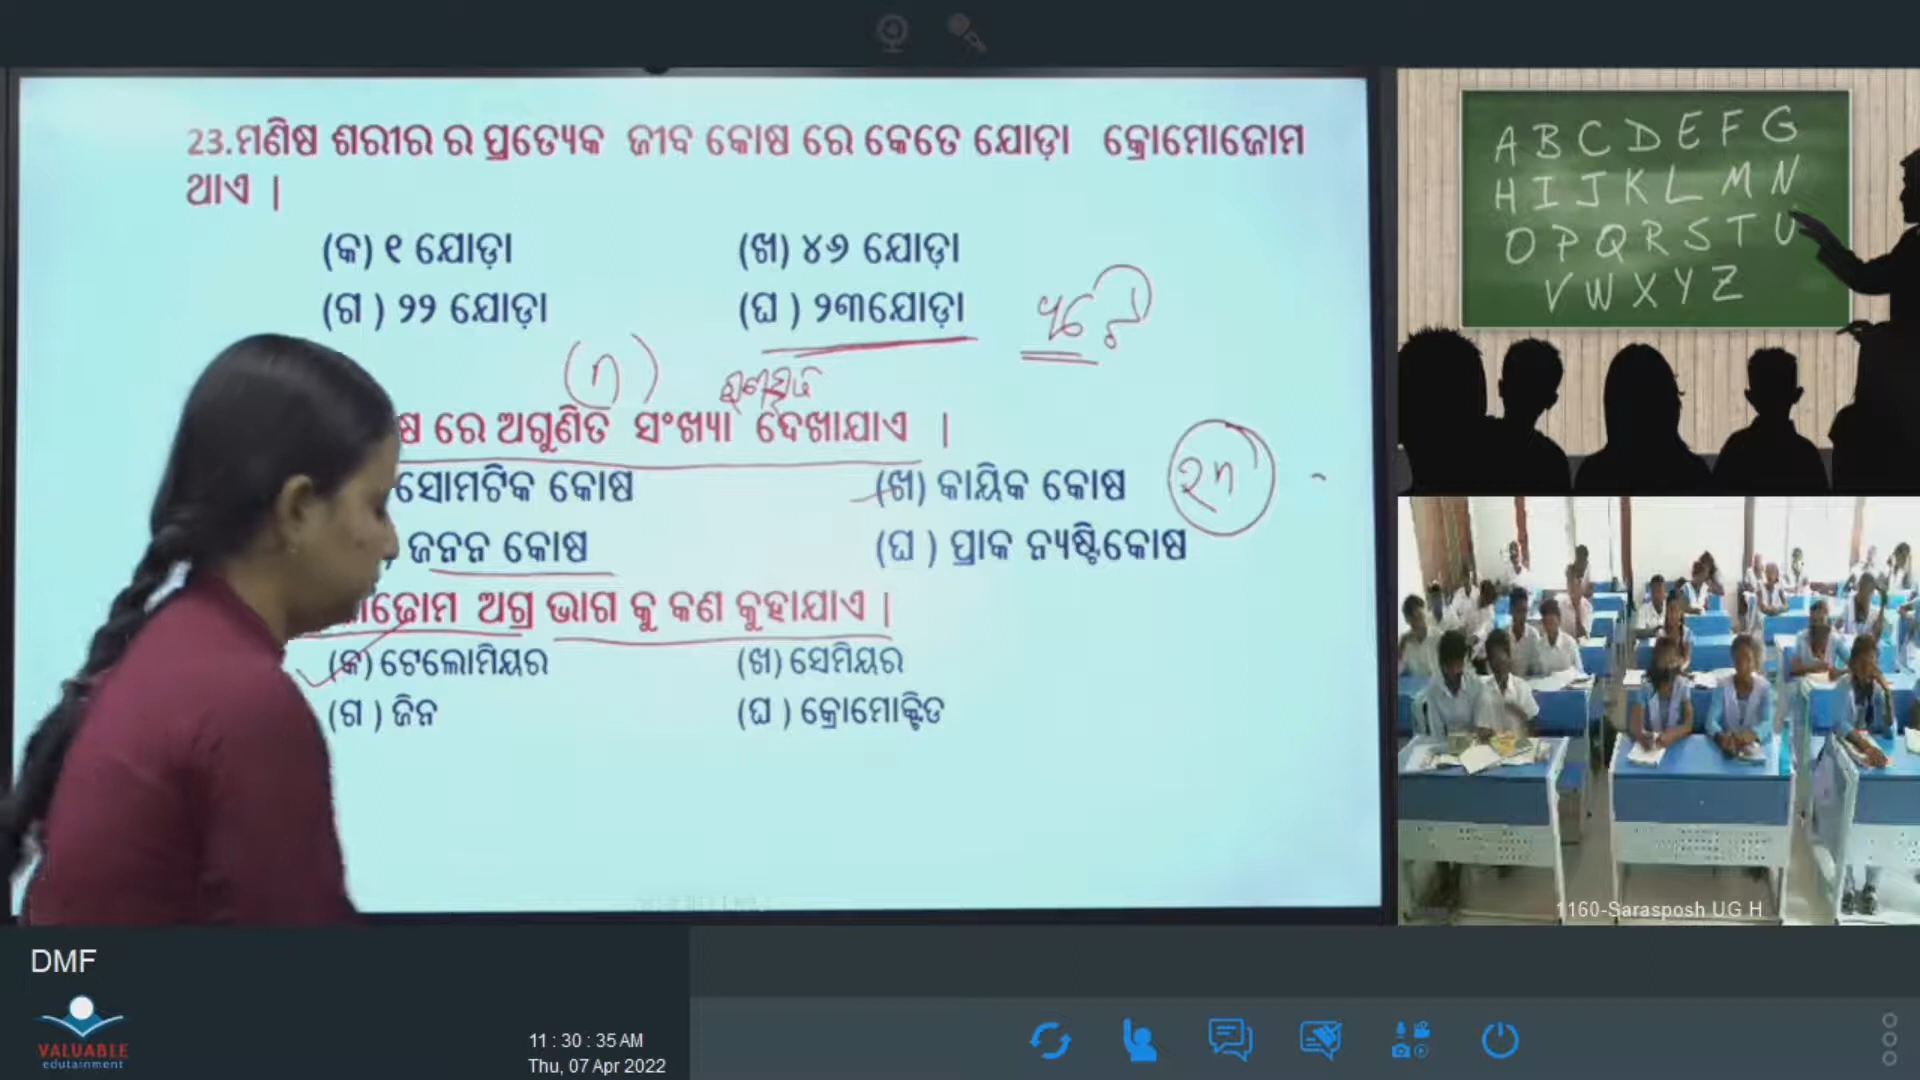 23.ମଣିଷ ଶରୀର ର ପ୍ରତ୍ୟେକ ଜୀବ କୋଷ ରେ କେତେ ଯୋଡ଼ା କ୍ରୋମୋଜୋମ
ଥାଏ |
(କ) ୧ ଯୋଡ଼ା (ଖ) ୪୬ ଯୋଡ଼ା
(ଗ ) ୨୨ ଯୋଡ଼ା (ଘ ) ୨୩ଯୋଡ଼ା
(n)
ରେ ଅଗୁଣିତ ସଂଖ୍ୟା ଦେଖାଯାଏ |
ସୋମଟିକ କୋଷ (ଖ) କାୟିକ କୋଷ
2n
ଜନନ କୋଷ (ଘ ) ପ୍ରାକ ନ୍ୟଷ୍ଟିକୋଷ
ଅଗ୍ର ଭାଗ କୁ କଣ କୁହାଯାଏ |
(କ) ଟେଲୋମିୟର (ଖ) ସେମିୟର
(ଗ ) ଜିନ (ଘ ) କ୍ରୋମୋଟିଡ
A B C D E F G
H I J K L M N
O P Q R S T U
V W X Y Z
1160-Sarasposh UG H
DMF
VALUABLE
edutainment
11 : 30 : 35 AM
Thu, 07 Apr 2022